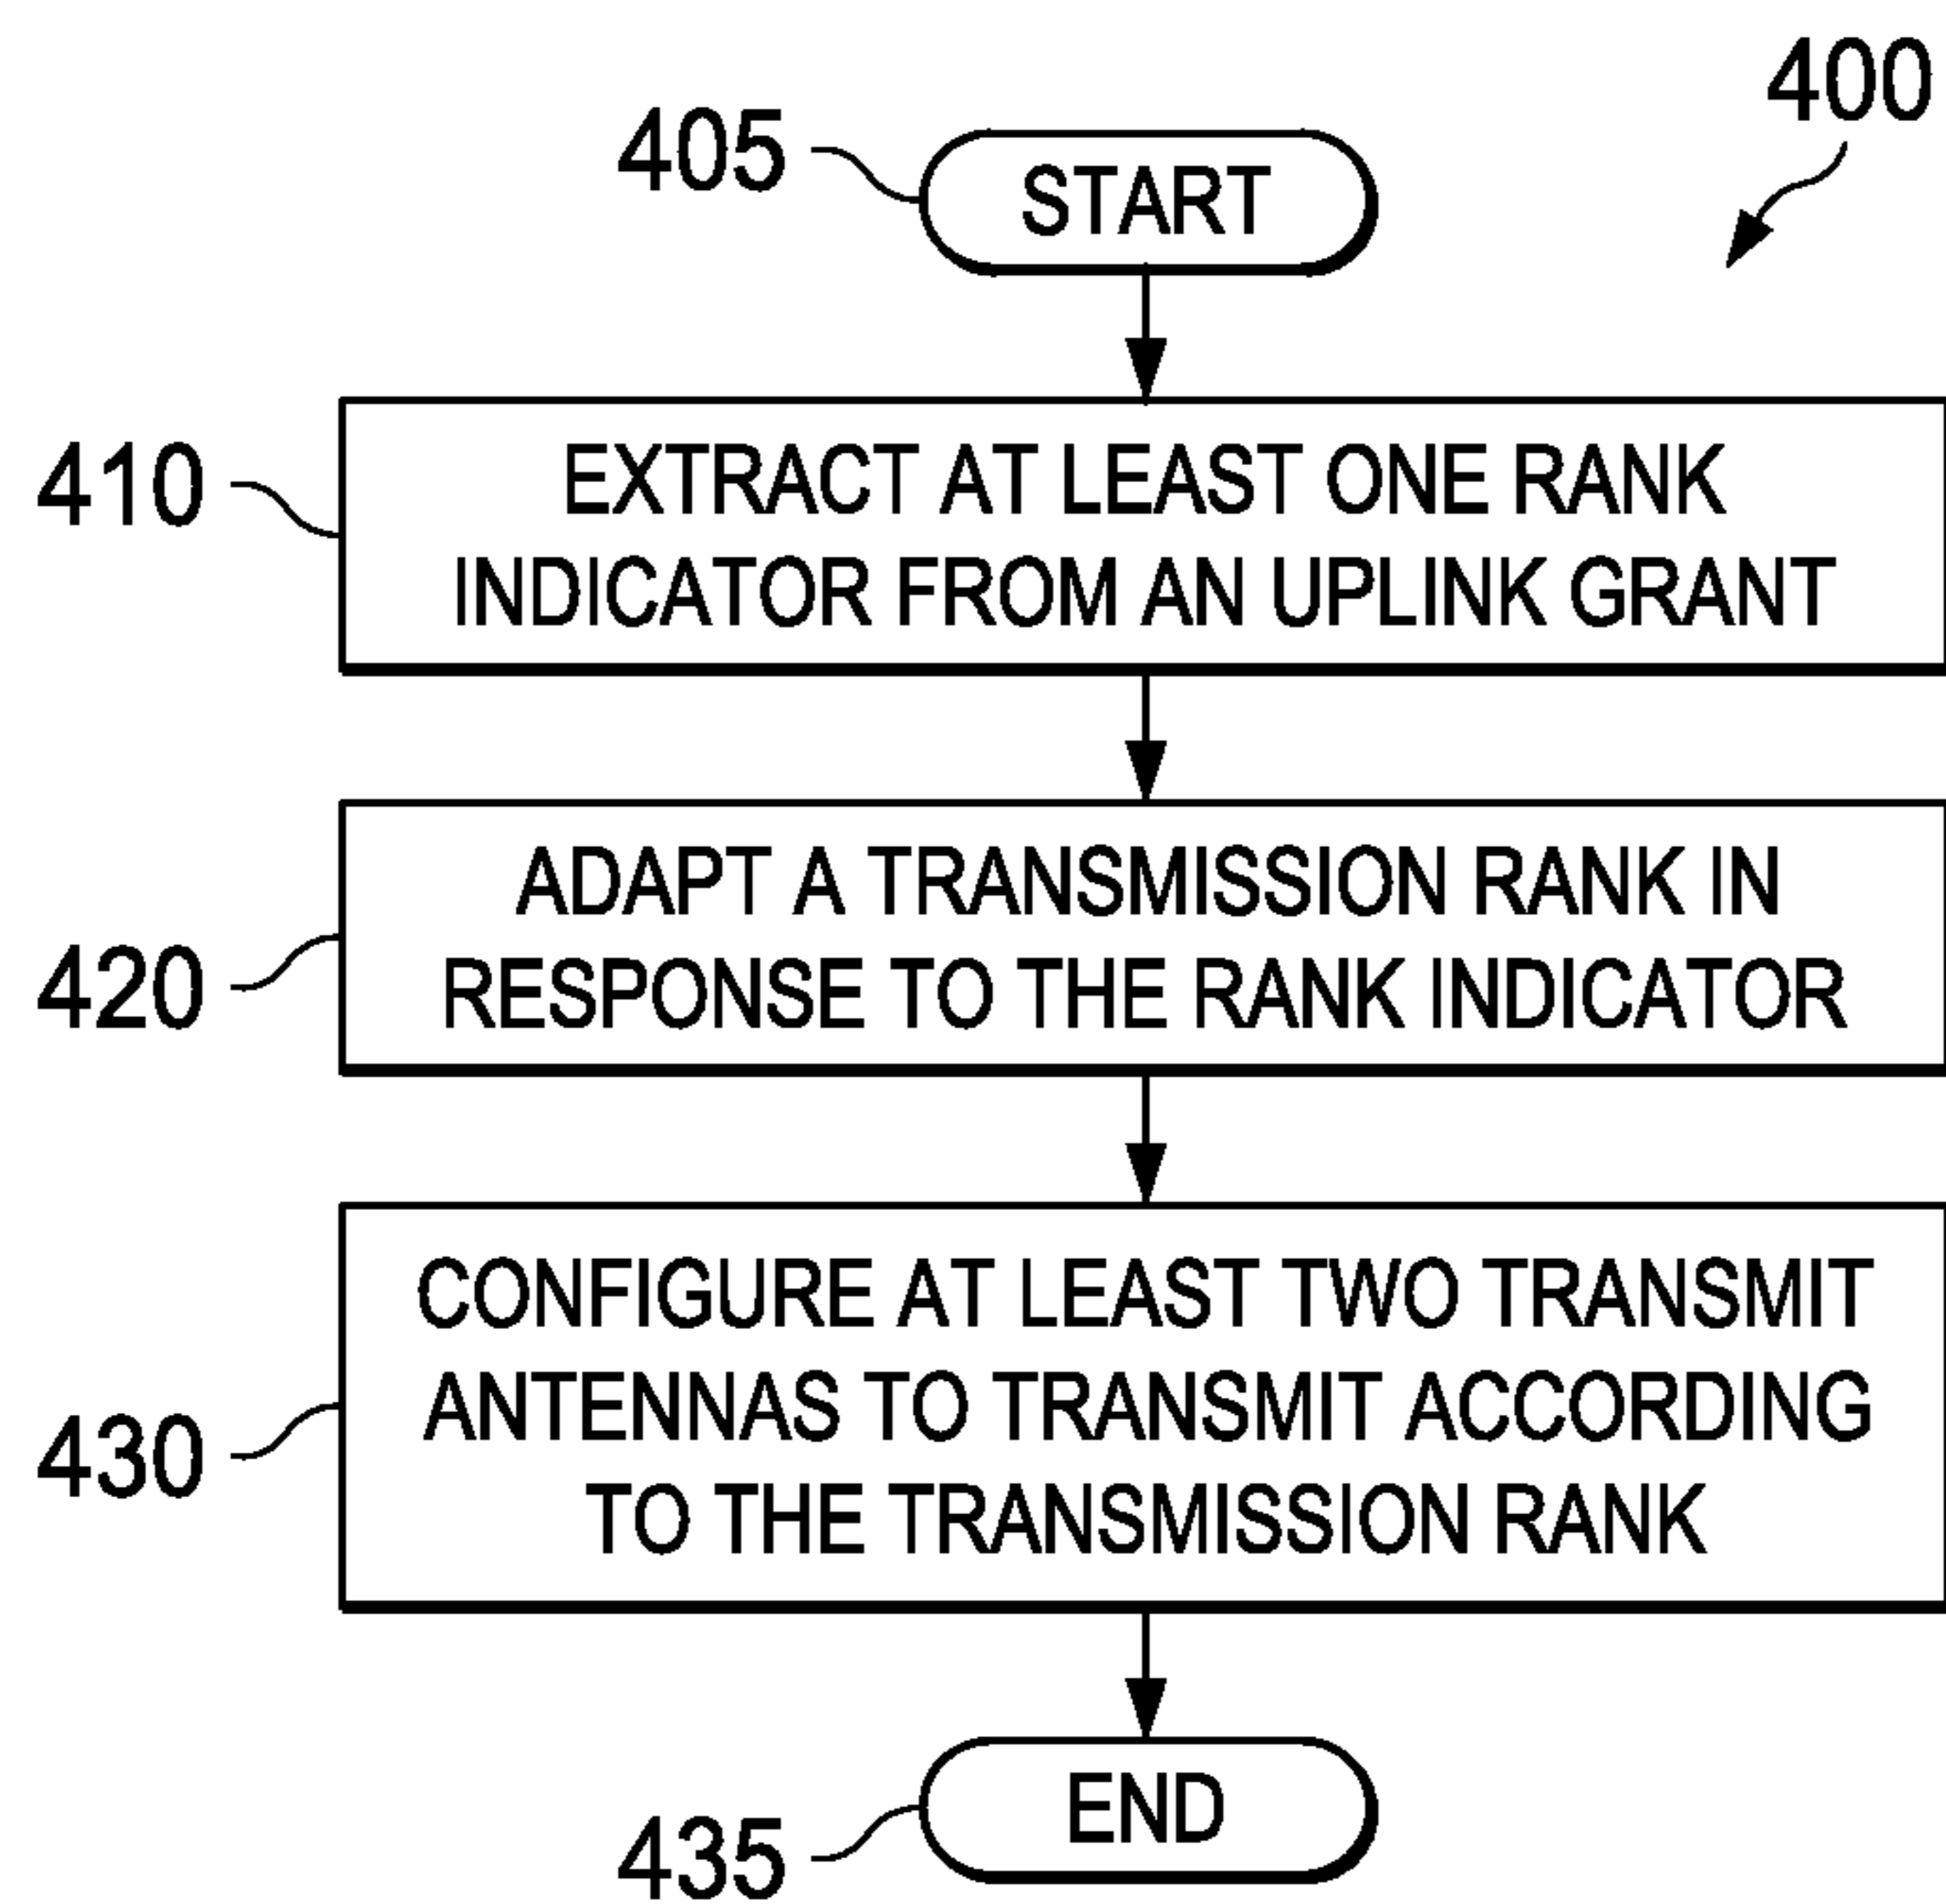 400
405
START
410
EXTRACT AT LEAST ONE RANK
INDICATOR FROM AN UPLINK GRANT
420
ADAPT A TRANSMISSION RANK IN
RESPONSE TO THE RANK INDICATOR
430
CONFIGURE AT LEAST TWO TRANSMIT
ANTENNAS TO TRANSMIT ACCORDING
TO THE TRANSMISSION RANK
435
END